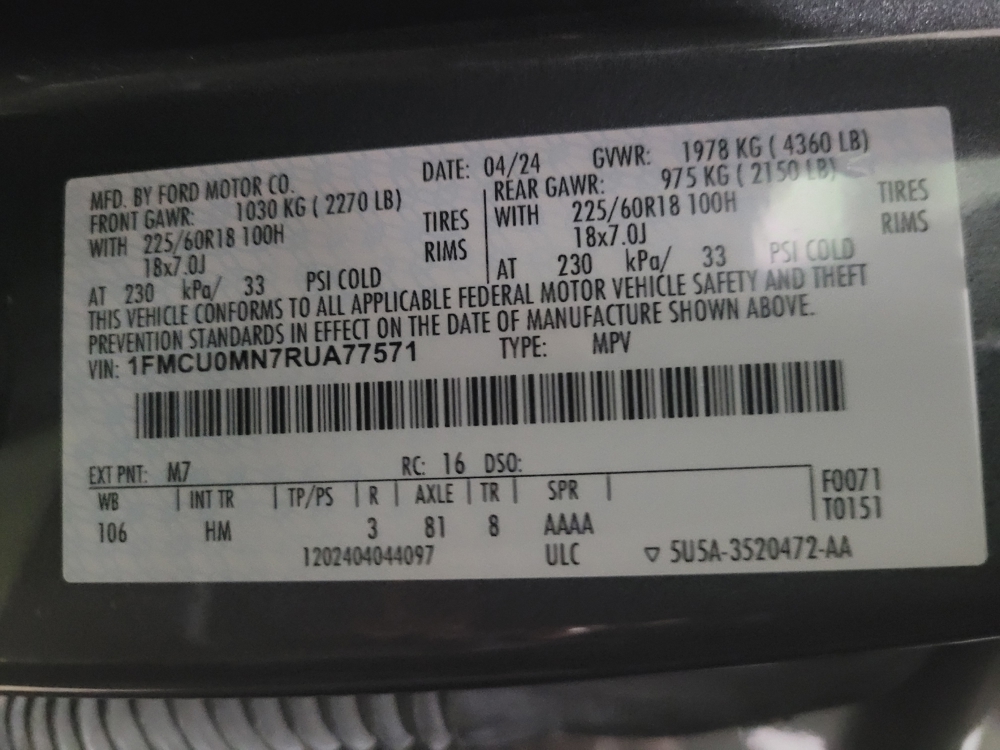 MFD. BY FORD MOTOR CO.
DATE: 04/24
GVWR: 1978 KG ( 4360 LB)
FRONT GAWR: 1030 KG ( 2270 LB)
WITH 225/60R18 100H TIRES
18x7.0J RIMS
AT 230 kPa/ 33 PSI COLD
REAR GAWR: 975 KG ( 2150 LB)
WITH 225/60R18 100H TIRES
18x7.0J RIMS
AT 230 kPa/ 33 PSI COLD
THIS VEHICLE CONFORMS TO ALL APPLICABLE FEDERAL MOTOR VEHICLE SAFETY AND THEFT
PREVENTION STANDARDS IN EFFECT ON THE DATE OF MANUFACTURE SHOWN ABOVE.
VIN: 1FMCU0MN7RUA77571 TYPE: MPV
EXT PNT: M7 RC: 16 DSO:
WB | INT TR | TP/PS | R | AXLE | TR | SPR |
106 HM 3 81 8 AAAA
F0071
T0151
1202404044097 ULC ▽ 5U5A-3520472-AA